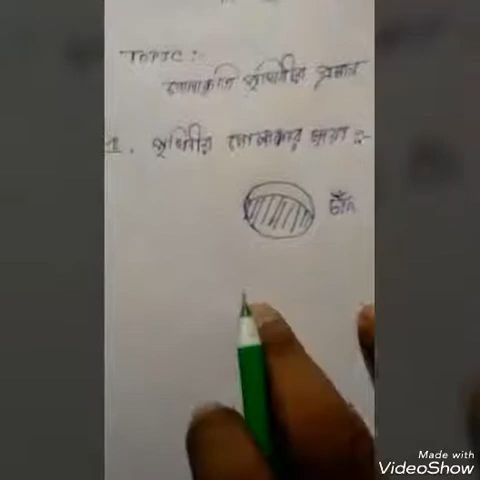 TOPIC :-
গোলাকৃতি পৃথিবীর প্রমাণ
1. পৃথিবীর গোলাকার ছায়া :-
চাঁদ
Made with
VideoShow